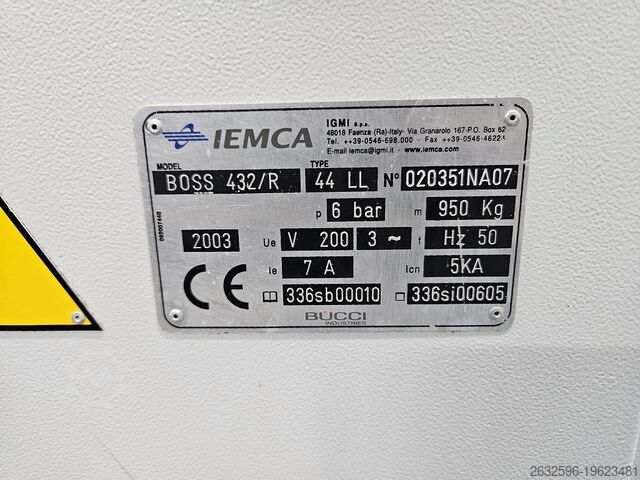 IGMI s.p.a.
48018 Faenza (Ra)-Italy- Via Granarolo 167-P.O. Box 62
Tel. ++39-0546-698.000 - Fax ++39-0546-46224
E-mail iemca@igmi.it - www.iemca.com
IEMCA
MODEL TYPE
BOSS 432/R 44 LL N° 020351NA07
p 6 bar m 950 Kg
2003 Ue V 200 3 ~ f Hz 50
Ie 7 A Icn 5KA
CE 336sb00010 336si00605
BUCCI
INDUSTRIES
092007440
2632596-19623481